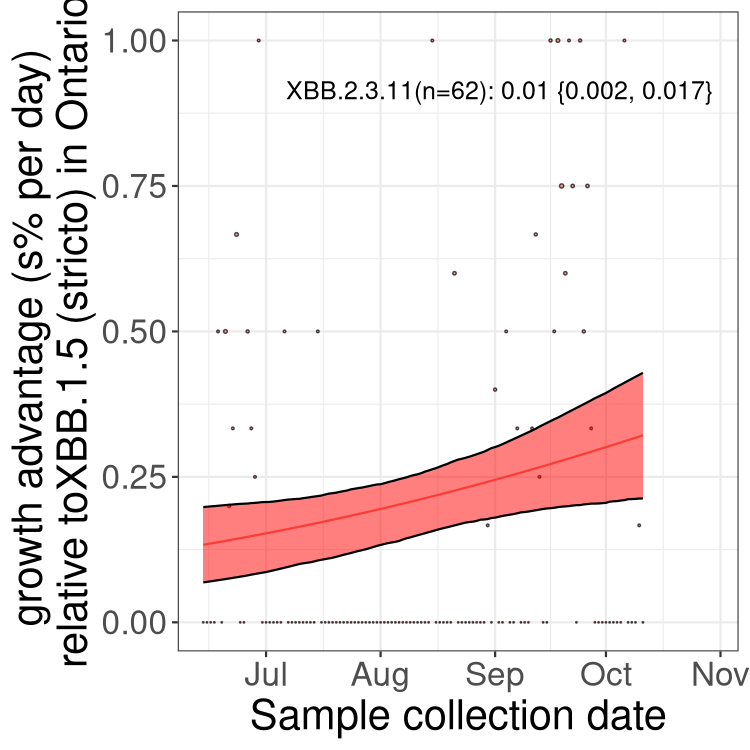 growth advantage (s% per day)
relative toXBB.1.5 (stricto) in Ontario
1.00
0.75
0.50
0.25
0.00
XBB.2.3.11(n=62): 0.01 {0.002, 0.017}
Jul Aug Sep Oct Nov
Sample collection date